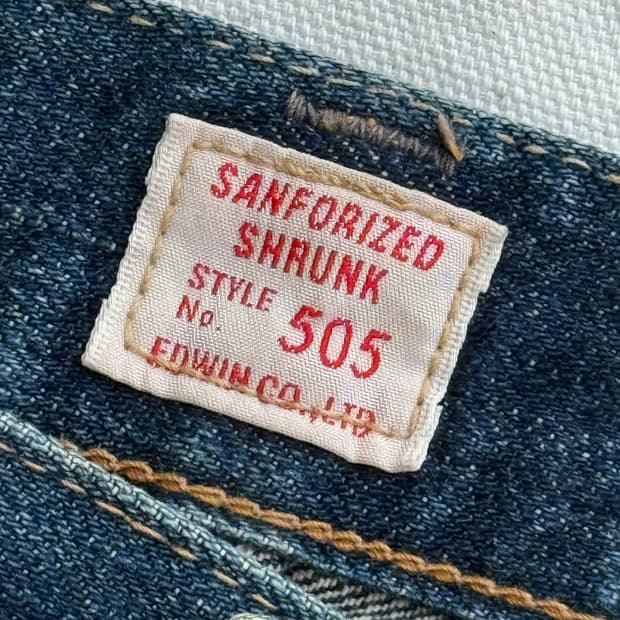 SANFORIZED
SHRUNK
STYLE
No. 505
EDWIN CO., LTD